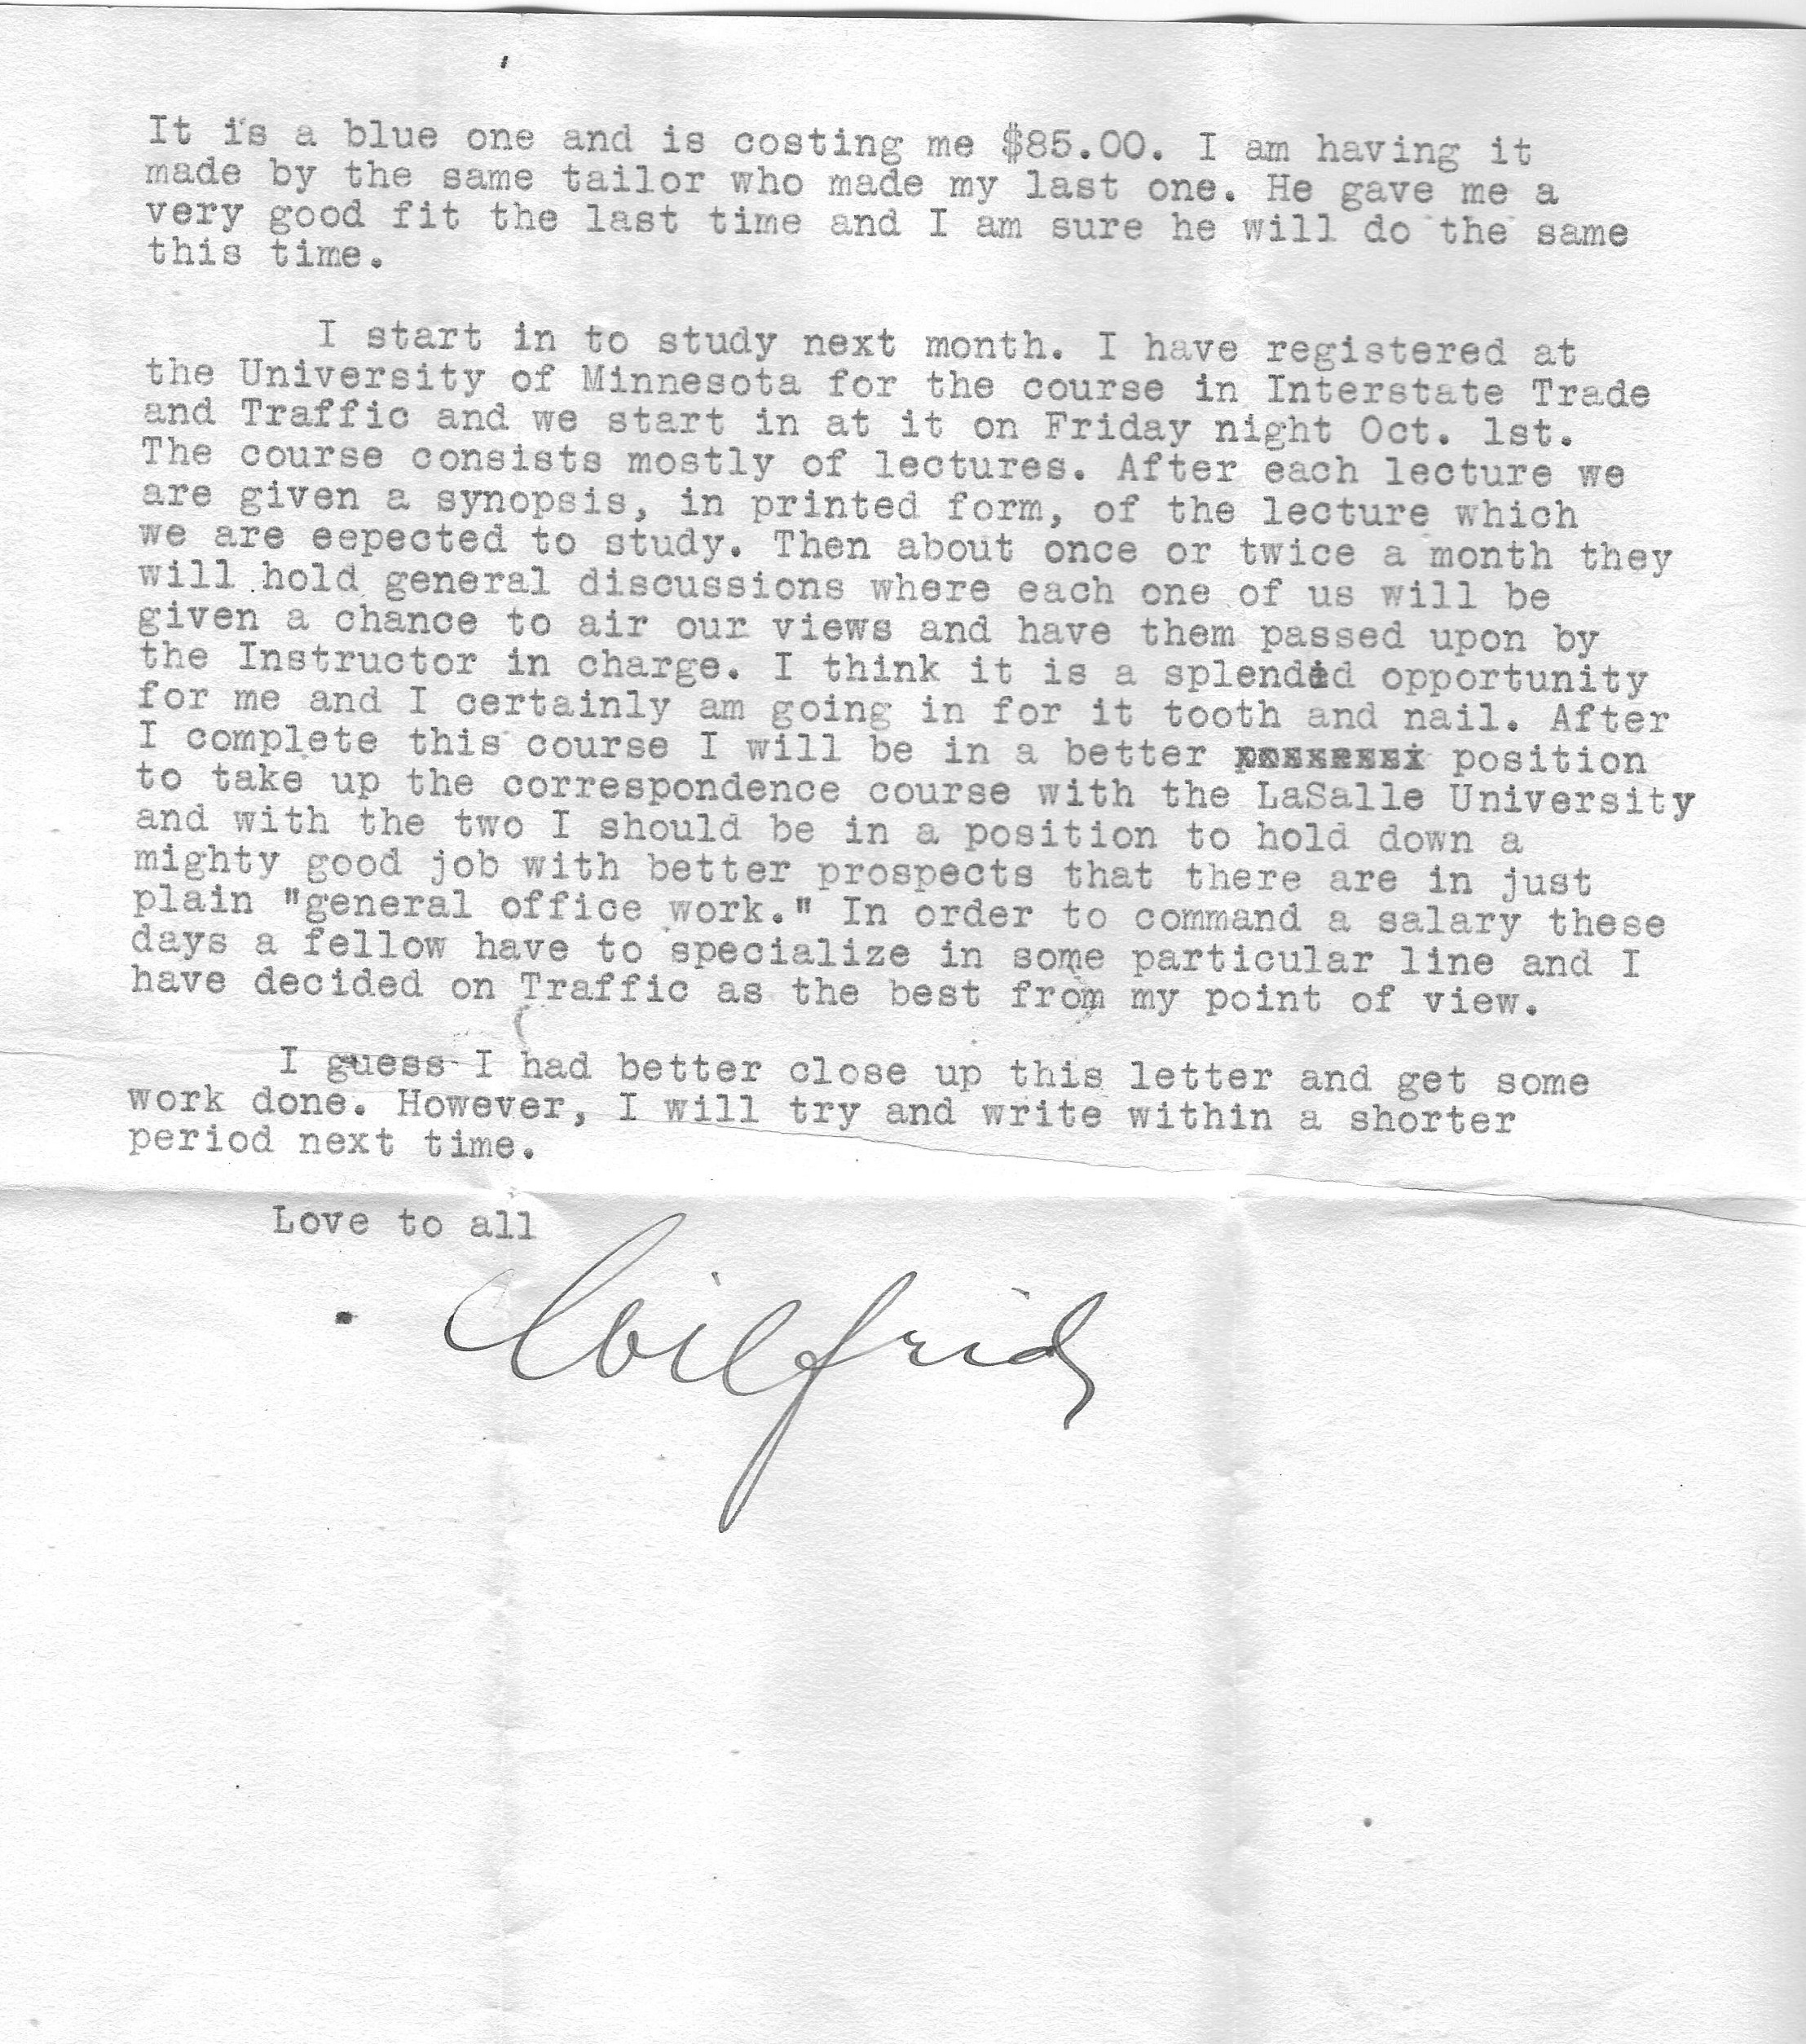 It is a blue one and is costing me $85.00. I am having it
made by the same tailor who made my last one. He gave me a
very good fit the last time and I am sure he will do the same
this time.
I start in to study next month. I have registered at
the University of Minnesota for the course in Interstate Trade
and Traffic and we start in at it on Friday night Oct. 1st.
The course consists mostly of lectures. After each lecture we
are given a synopsis, in printed form, of the lecture which
we are eepected to study. Then about once or twice a month they
will hold general discussions where each one of us will be
given a chance to air our views and have them passed upon by
the Instructor in charge. I think it is a splendid opportunity
for me and I certainly am going in for it tooth and nail. After
I complete this course I will be in a better position
to take up the correspondence course with the LaSalle University
and with the two I should be in a position to hold down a
mighty good job with better prospects that there are in just
plain "general office work." In order to command a salary these
days a fellow have to specialize in some particular line and I
have decided on Traffic as the best from my point of view.
I guess I had better close up this letter and get some
work done. However, I will try and write within a shorter
period next time.
Love to all
Wilfrid